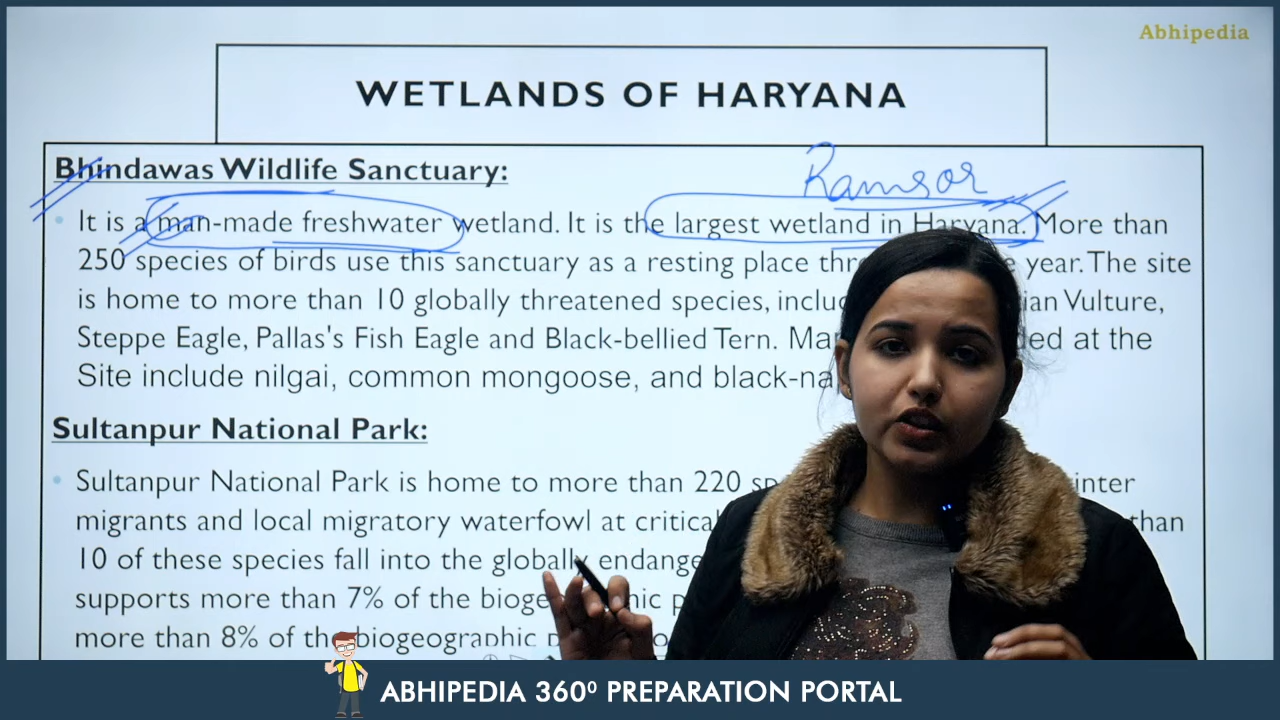 Abhipedia
WETLANDS OF HARYANA
Bhindawas Wildlife Sanctuary:
Ramsar
• It is a man-made freshwater wetland. It is the largest wetland in Haryana. More than
250 species of birds use this sanctuary as a resting place thr e year. The site
is home to more than 10 globally threatened species, inclu ian Vulture,
Steppe Eagle, Pallas's Fish Eagle and Black-bellied Tern. Ma ed at the
Site include nilgai, common mongoose, and black-na
Sultanpur National Park:
• Sultanpur National Park is home to more than 220 sp inter
migrants and local migratory waterfowl at critical than
10 of these species fall into the globally endange
supports more than 7% of the bioge hic p
more than 8% of the biogeographic p o
ABHIPEDIA 360⁰ PREPARATION PORTAL